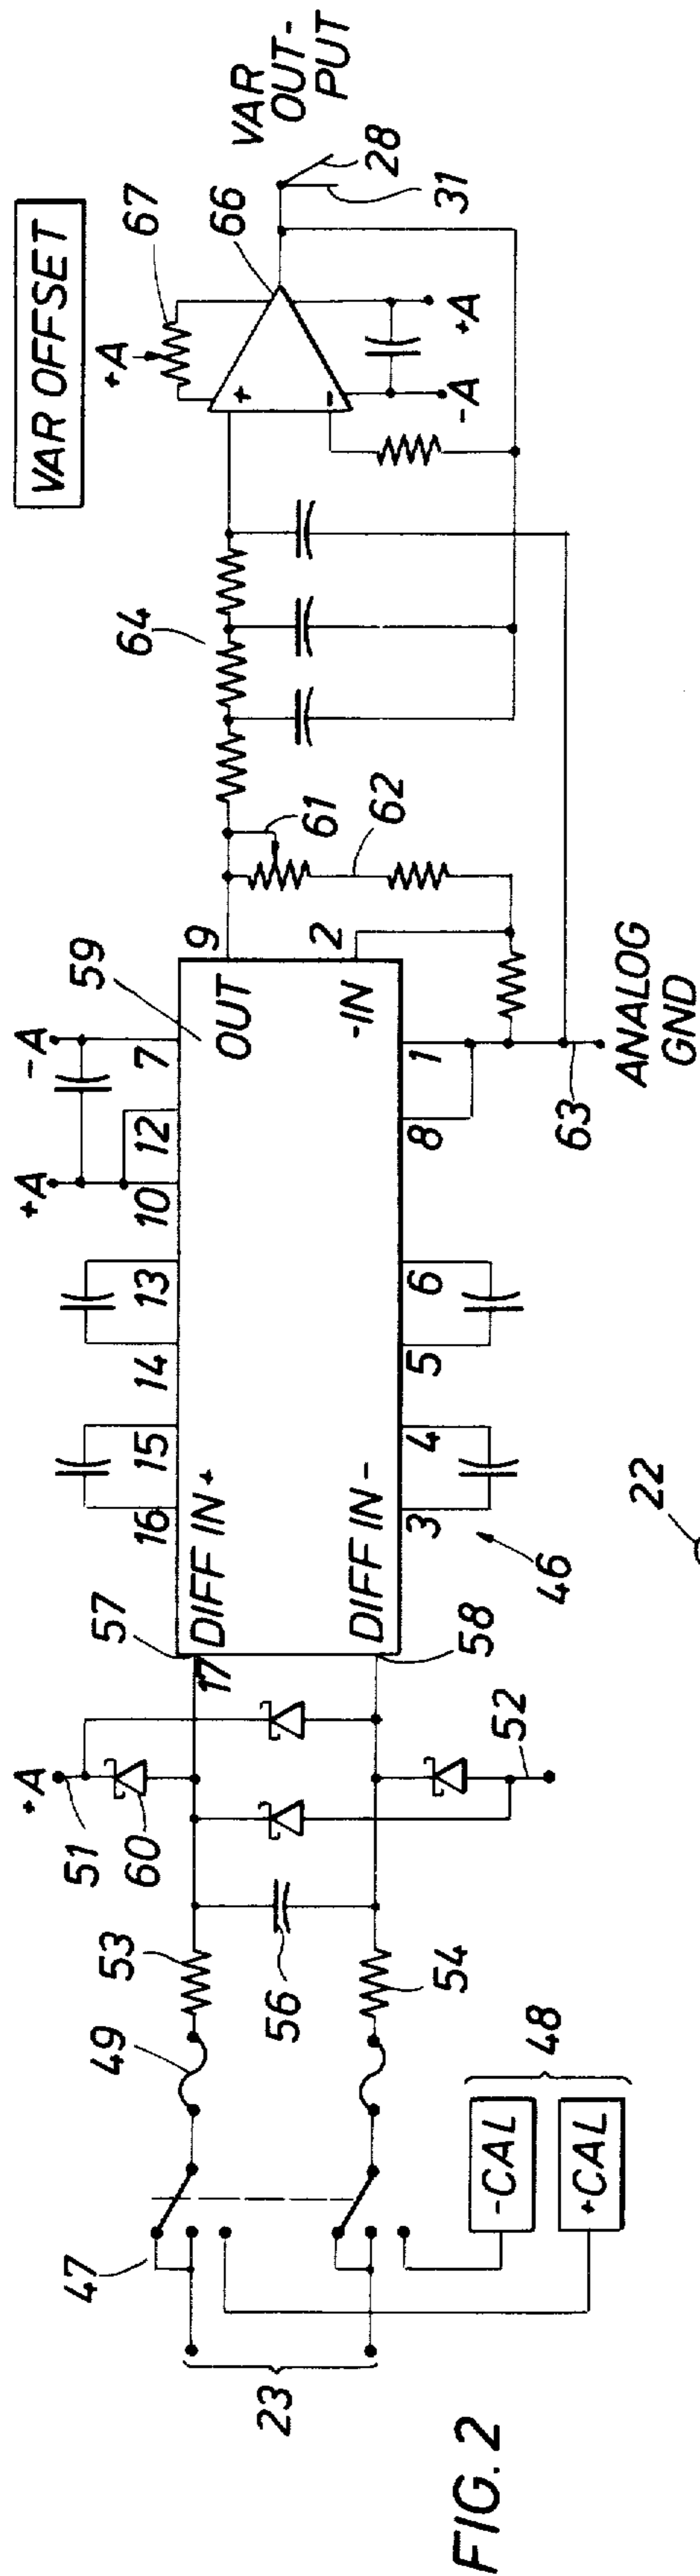 VAR OFFSET
VAR
OUT-
PUT
+A
67
66
28
31
+
-
-A
+A
64
61
62
59
-A
+A
7
12
10
13
14
15
16
9
OUT
2
-IN
1
8
6
5
4
3
DIFF IN +
DIFF IN -
63
ANALOG
GND
46
22
57
17
58
+A
51
60
52
53
56
54
49
47
48
-CAL
+CAL
23
FIG. 2